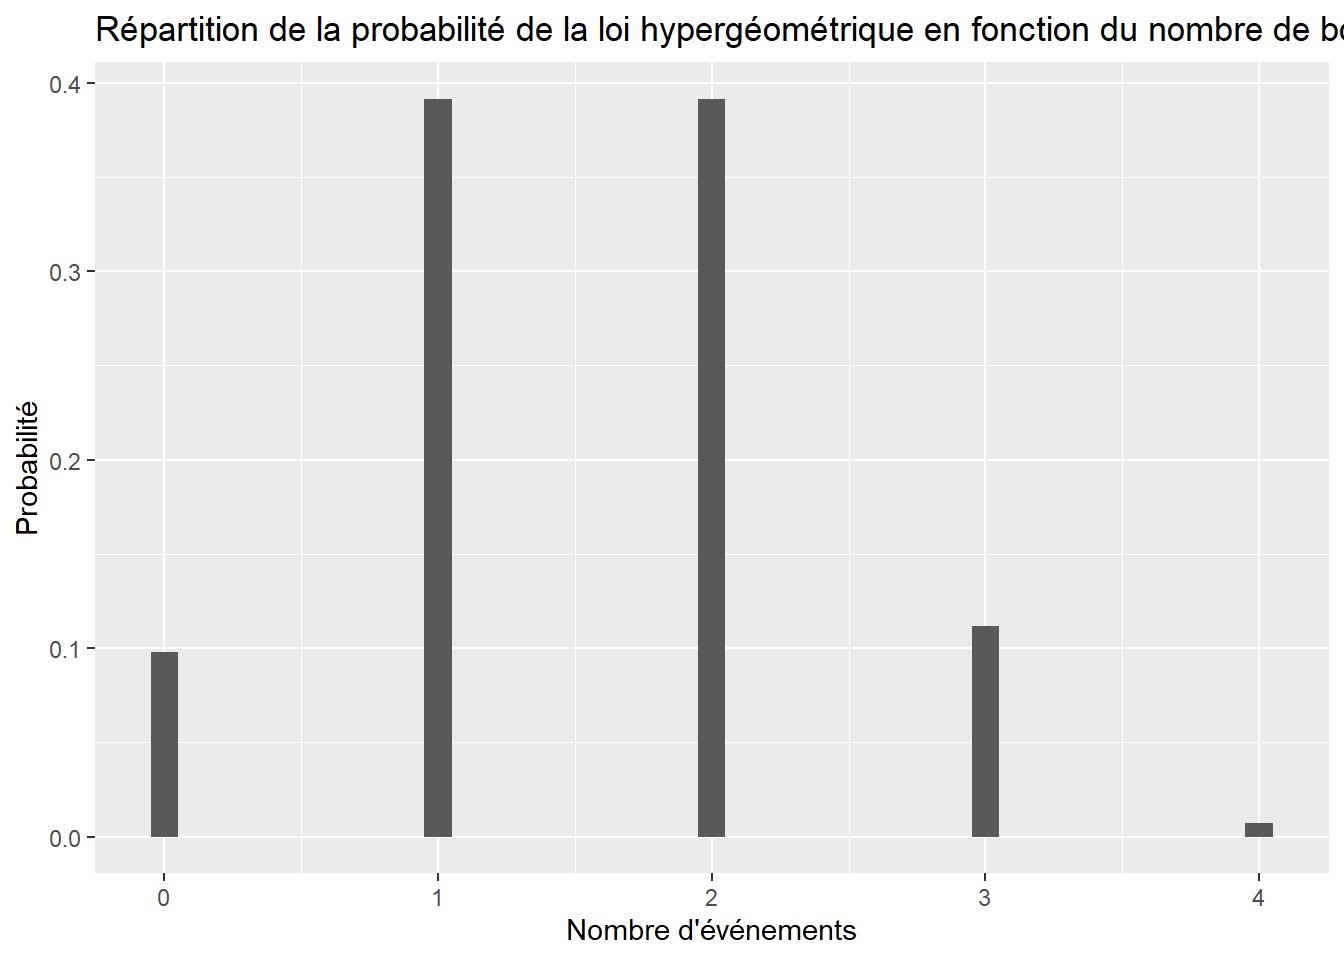 Répartition de la probabilité de la loi hypergéométrique en fonction du nombre de
0.4
0.3
0.2
0.1
0.0
Probabilité
0 1 2 3 4
Nombre d'événements